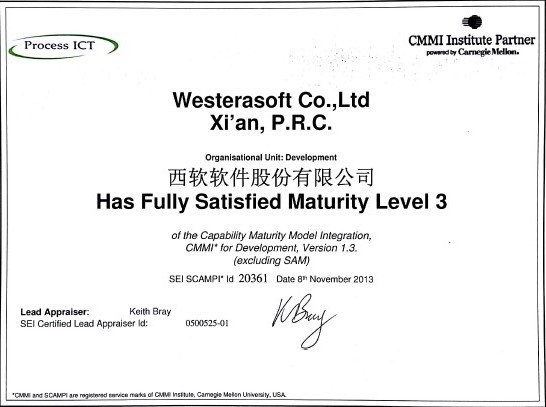 Process ICT
CMMI Institute Partner
powered by Carnegie Mellon.
Westerasoft Co.,Ltd
Xi'an, P.R.C.
Organisational Unit: Development
西软软件股份有限公司
Has Fully Satisfied Maturity Level 3
of the Capability Maturity Model Integration,
CMMI* for Development, Version 1.3.
(excluding SAM)
SEI SCAMPI* Id 20361 Date 8th November 2013
Lead Appraiser: Keith Bray
SEI Certified Lead Appraiser Id: 0500525-01
K Bray
*CMMI and SCAMPI are registered service marks of CMMI Institute, Carnegie Mellon University, USA.